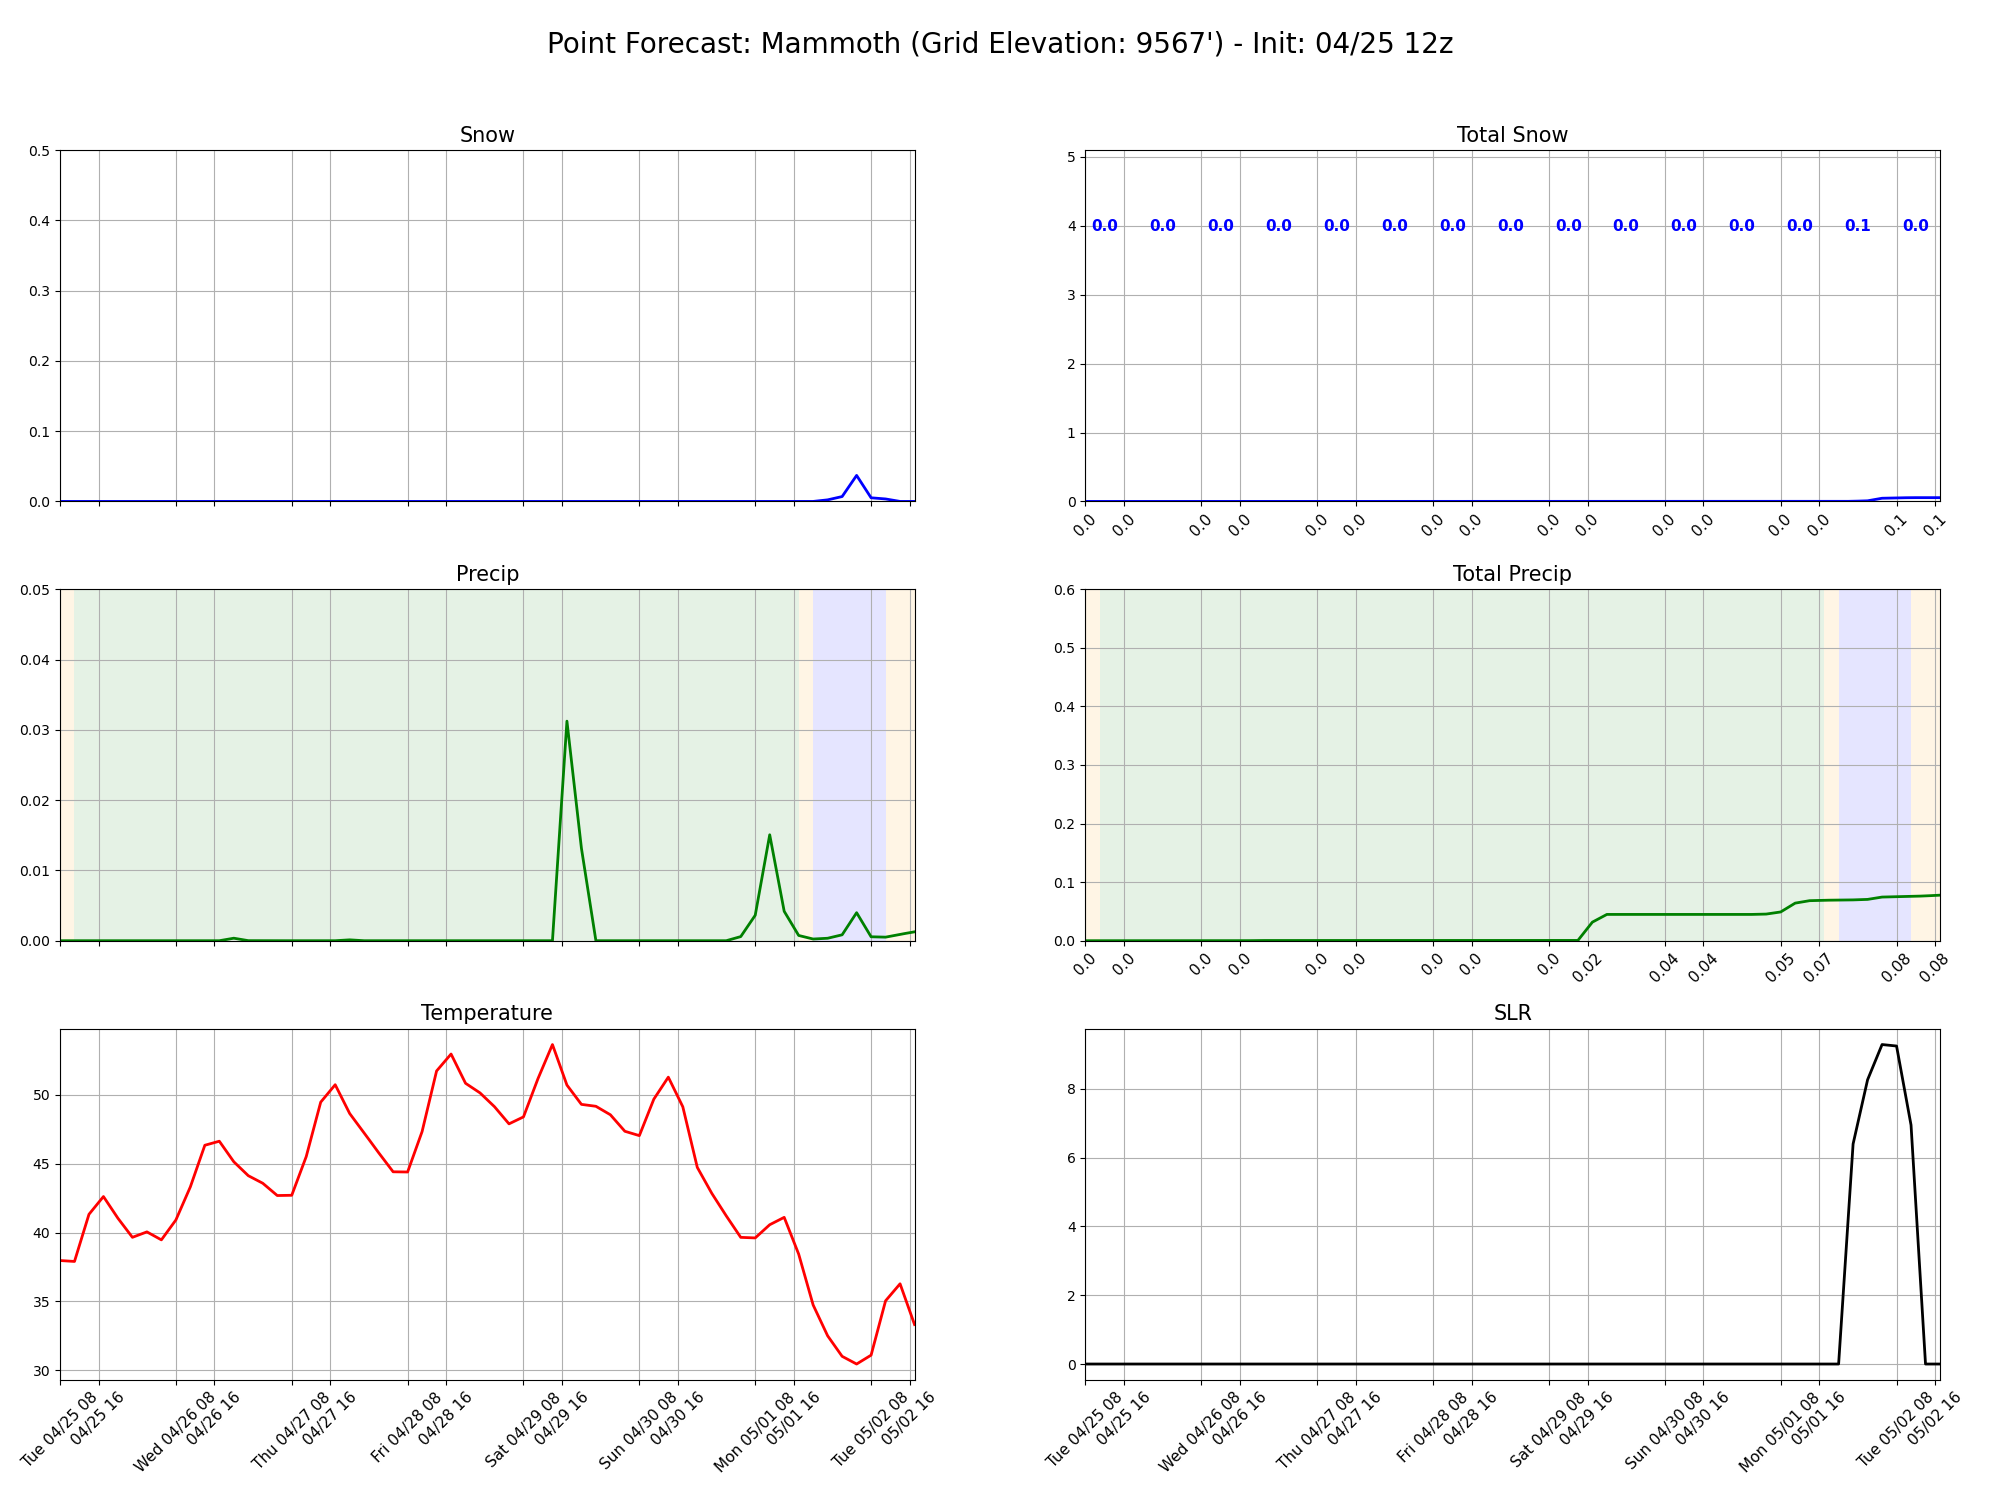 Point Forecast: Mammoth (Grid Elevation: 9567') - Init: 04/25 12z
Snow
0.5
0.4
0.3
0.2
0.1
0.0
Total Snow
5
4
3
2
1
0
0.0 0.0 0.0 0.0 0.0 0.0 0.0 0.0 0.0 0.0 0.0 0.0 0.0 0.1 0.0
0.0 0.0 0.0 0.0 0.0 0.0 0.0 0.0 0.0 0.0 0.0 0.0 0.0 0.0 0.1 0.1
Precip
0.05
0.04
0.03
0.02
0.01
0.00
Total Precip
0.6
0.5
0.4
0.3
0.2
0.1
0.0
0.0 0.0 0.0 0.0 0.0 0.0 0.0 0.0 0.0 0.02 0.04 0.04 0.05 0.07 0.08 0.08
Temperature
50
45
40
35
30
Tue 04/25 08
04/25 16
Wed 04/26 08
04/26 16
Thu 04/27 08
04/27 16
Fri 04/28 08
04/28 16
Sat 04/29 08
04/29 16
Sun 04/30 08
04/30 16
Mon 05/01 08
05/01 16
Tue 05/02 08
05/02 16
SLR
8
6
4
2
0
Tue 04/25 08
04/25 16
Wed 04/26 08
04/26 16
Thu 04/27 08
04/27 16
Fri 04/28 08
04/28 16
Sat 04/29 08
04/29 16
Sun 04/30 08
04/30 16
Mon 05/01 08
05/01 16
Tue 05/02 08
05/02 16